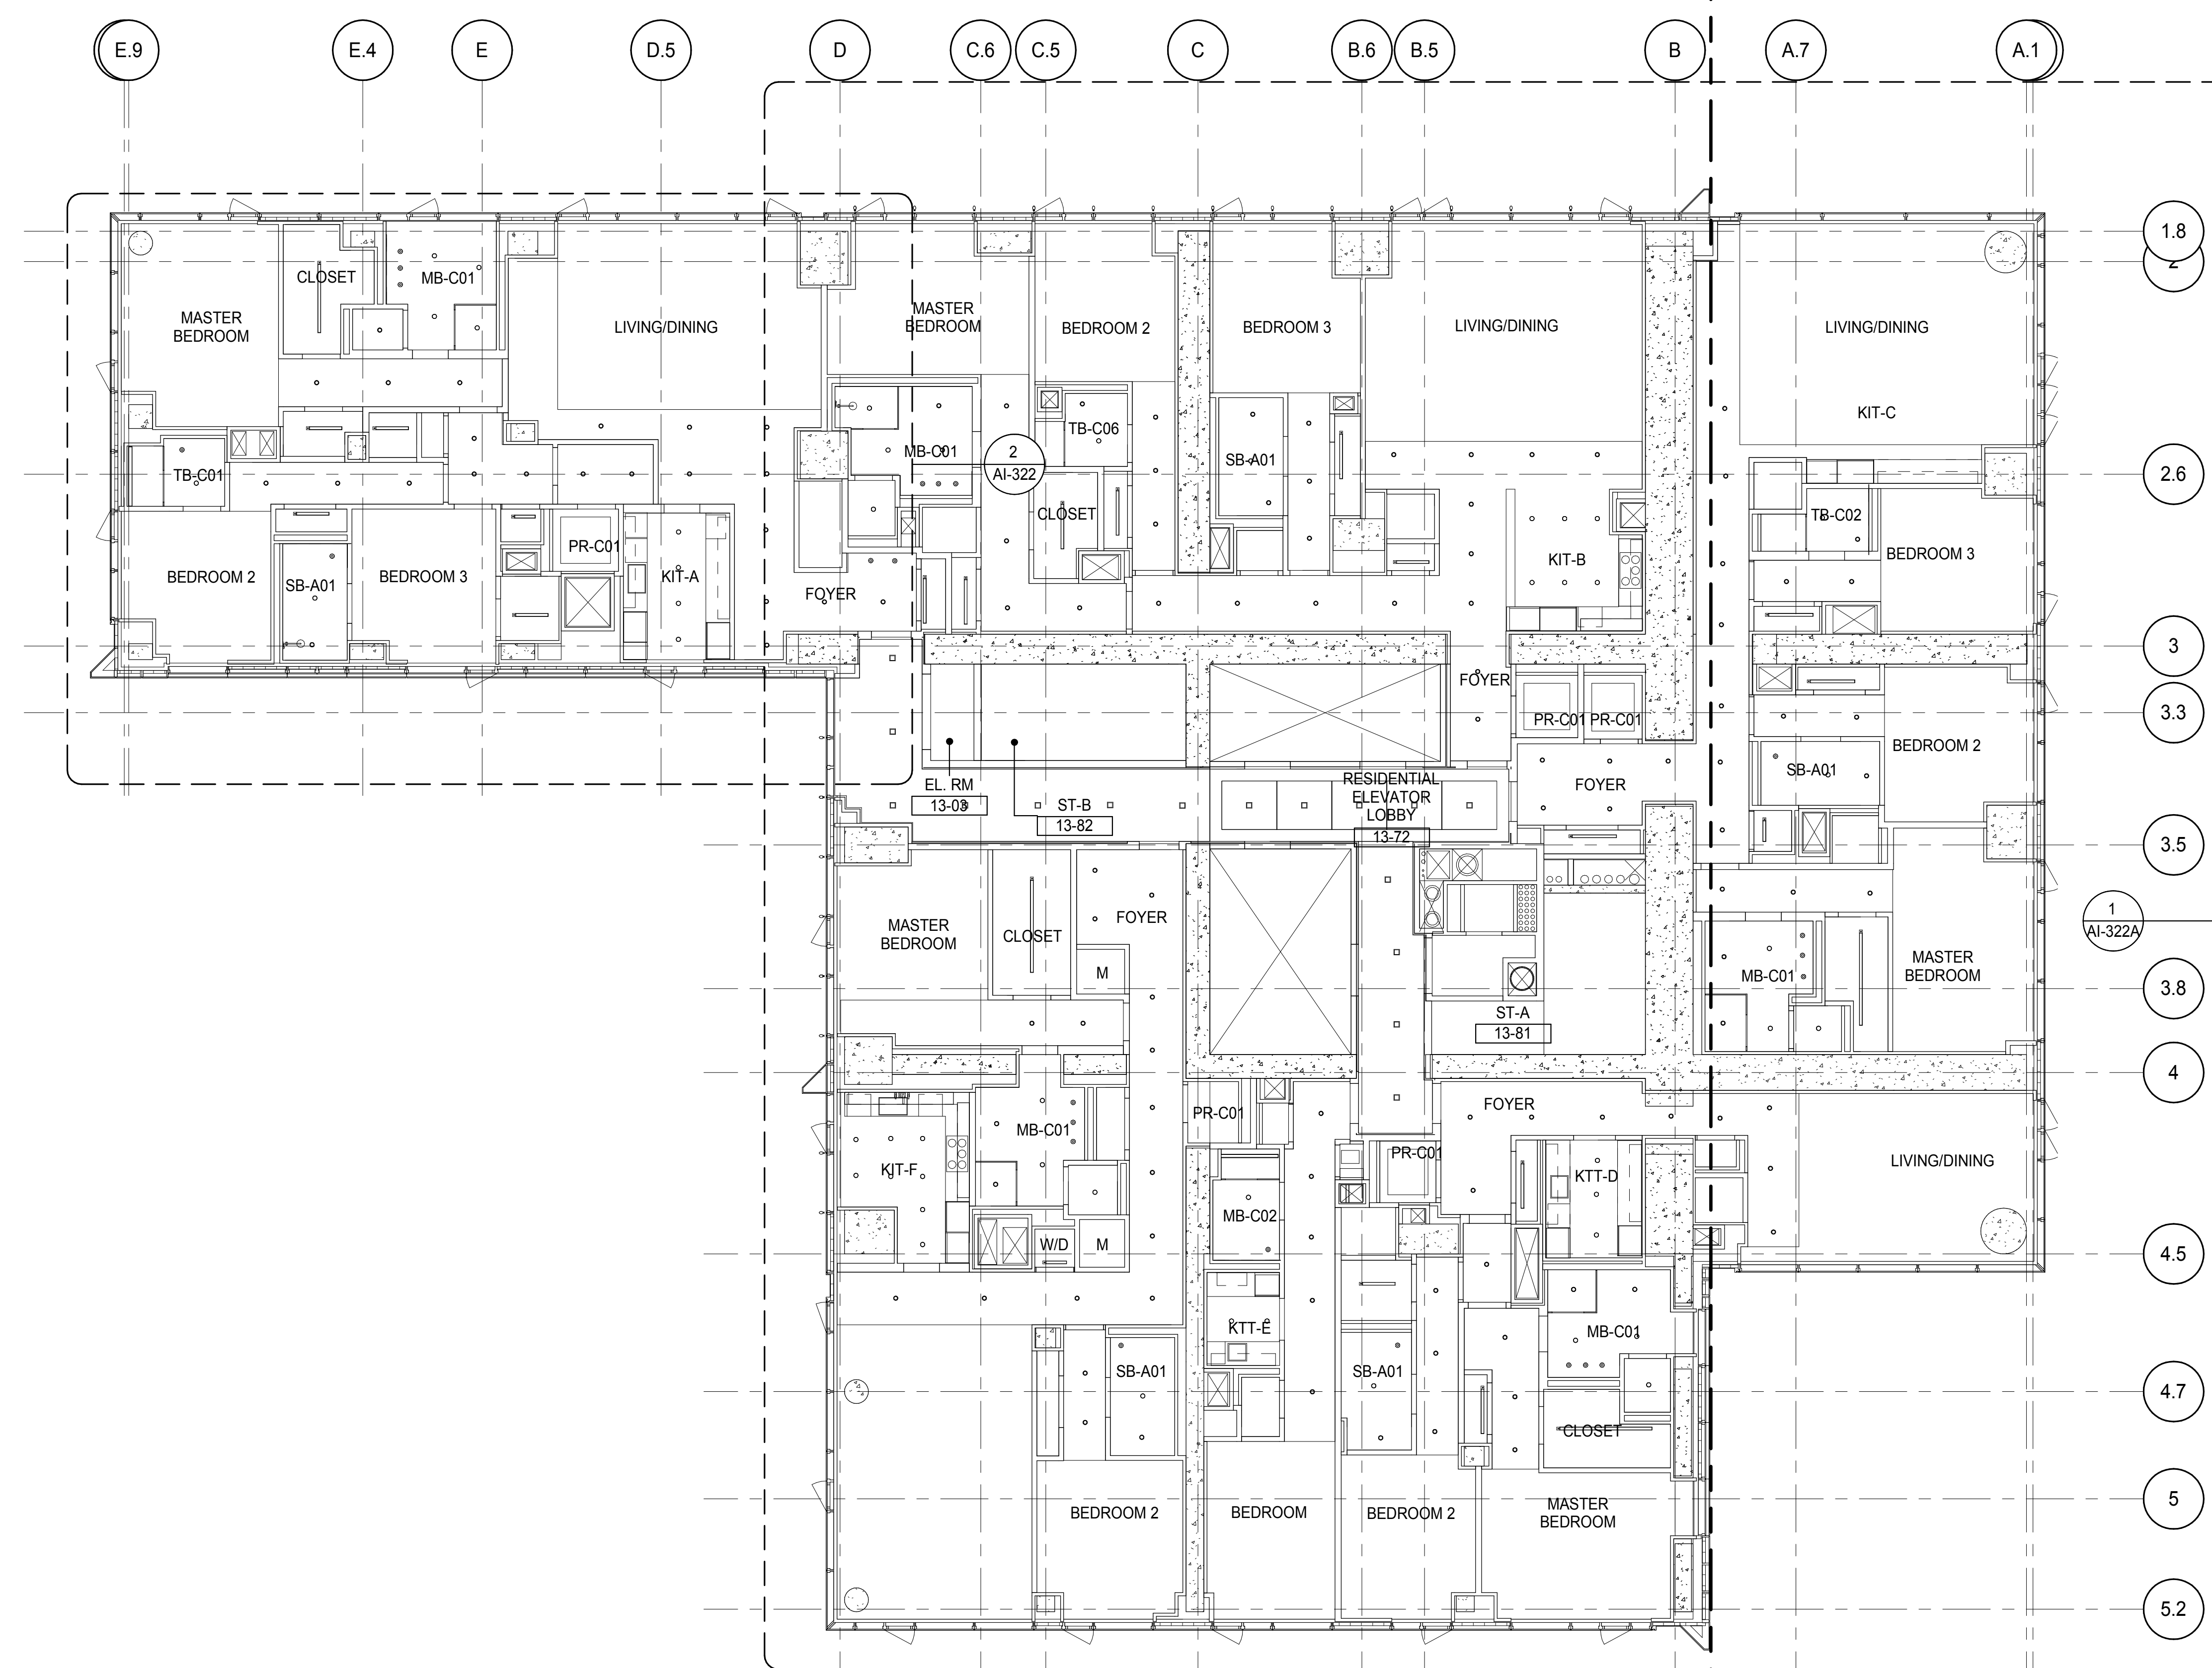 E.9
E.4
E
D.5
D
C.6
C.5
C
B.6
B.5
B
A.7
A.1
1.8
2
2.6
3
3.3
3.5
3.8
4
4.5
4.7
5
5.2
MASTER
BEDROOM
CLOSET
MB-C01
LIVING/DINING
MASTER
BEDROOM
BEDROOM 2
BEDROOM 3
LIVING/DINING
LIVING/DINING
KIT-C
TB-C01
MB-C01
2
AI-322
TB-C06
SB-A01
CLOSET
TB-C02
BEDROOM 3
BEDROOM 2
SB-A01
BEDROOM 3
PR-C01
KIT-A
FOYER
KIT-B
FOYER
PR-C01
PR-C01
BEDROOM 2
SB-A01
EL. RM
13-03
ST-B
13-82
RESIDENTIAL
ELEVATOR
LOBBY
13-72
FOYER
MASTER
BEDROOM
CLOSET
FOYER
M
1
AI-322A
MB-C01
MASTER
BEDROOM
ST-A
13-81
KIT-F
MB-C01
PR-C01
FOYER
PR-C01
KTT-D
LIVING/DINING
W/D
M
MB-C02
KTT-E
SB-A01
SB-A01
MB-C01
CLOSET
BEDROOM 2
BEDROOM
BEDROOM 2
MASTER
BEDROOM